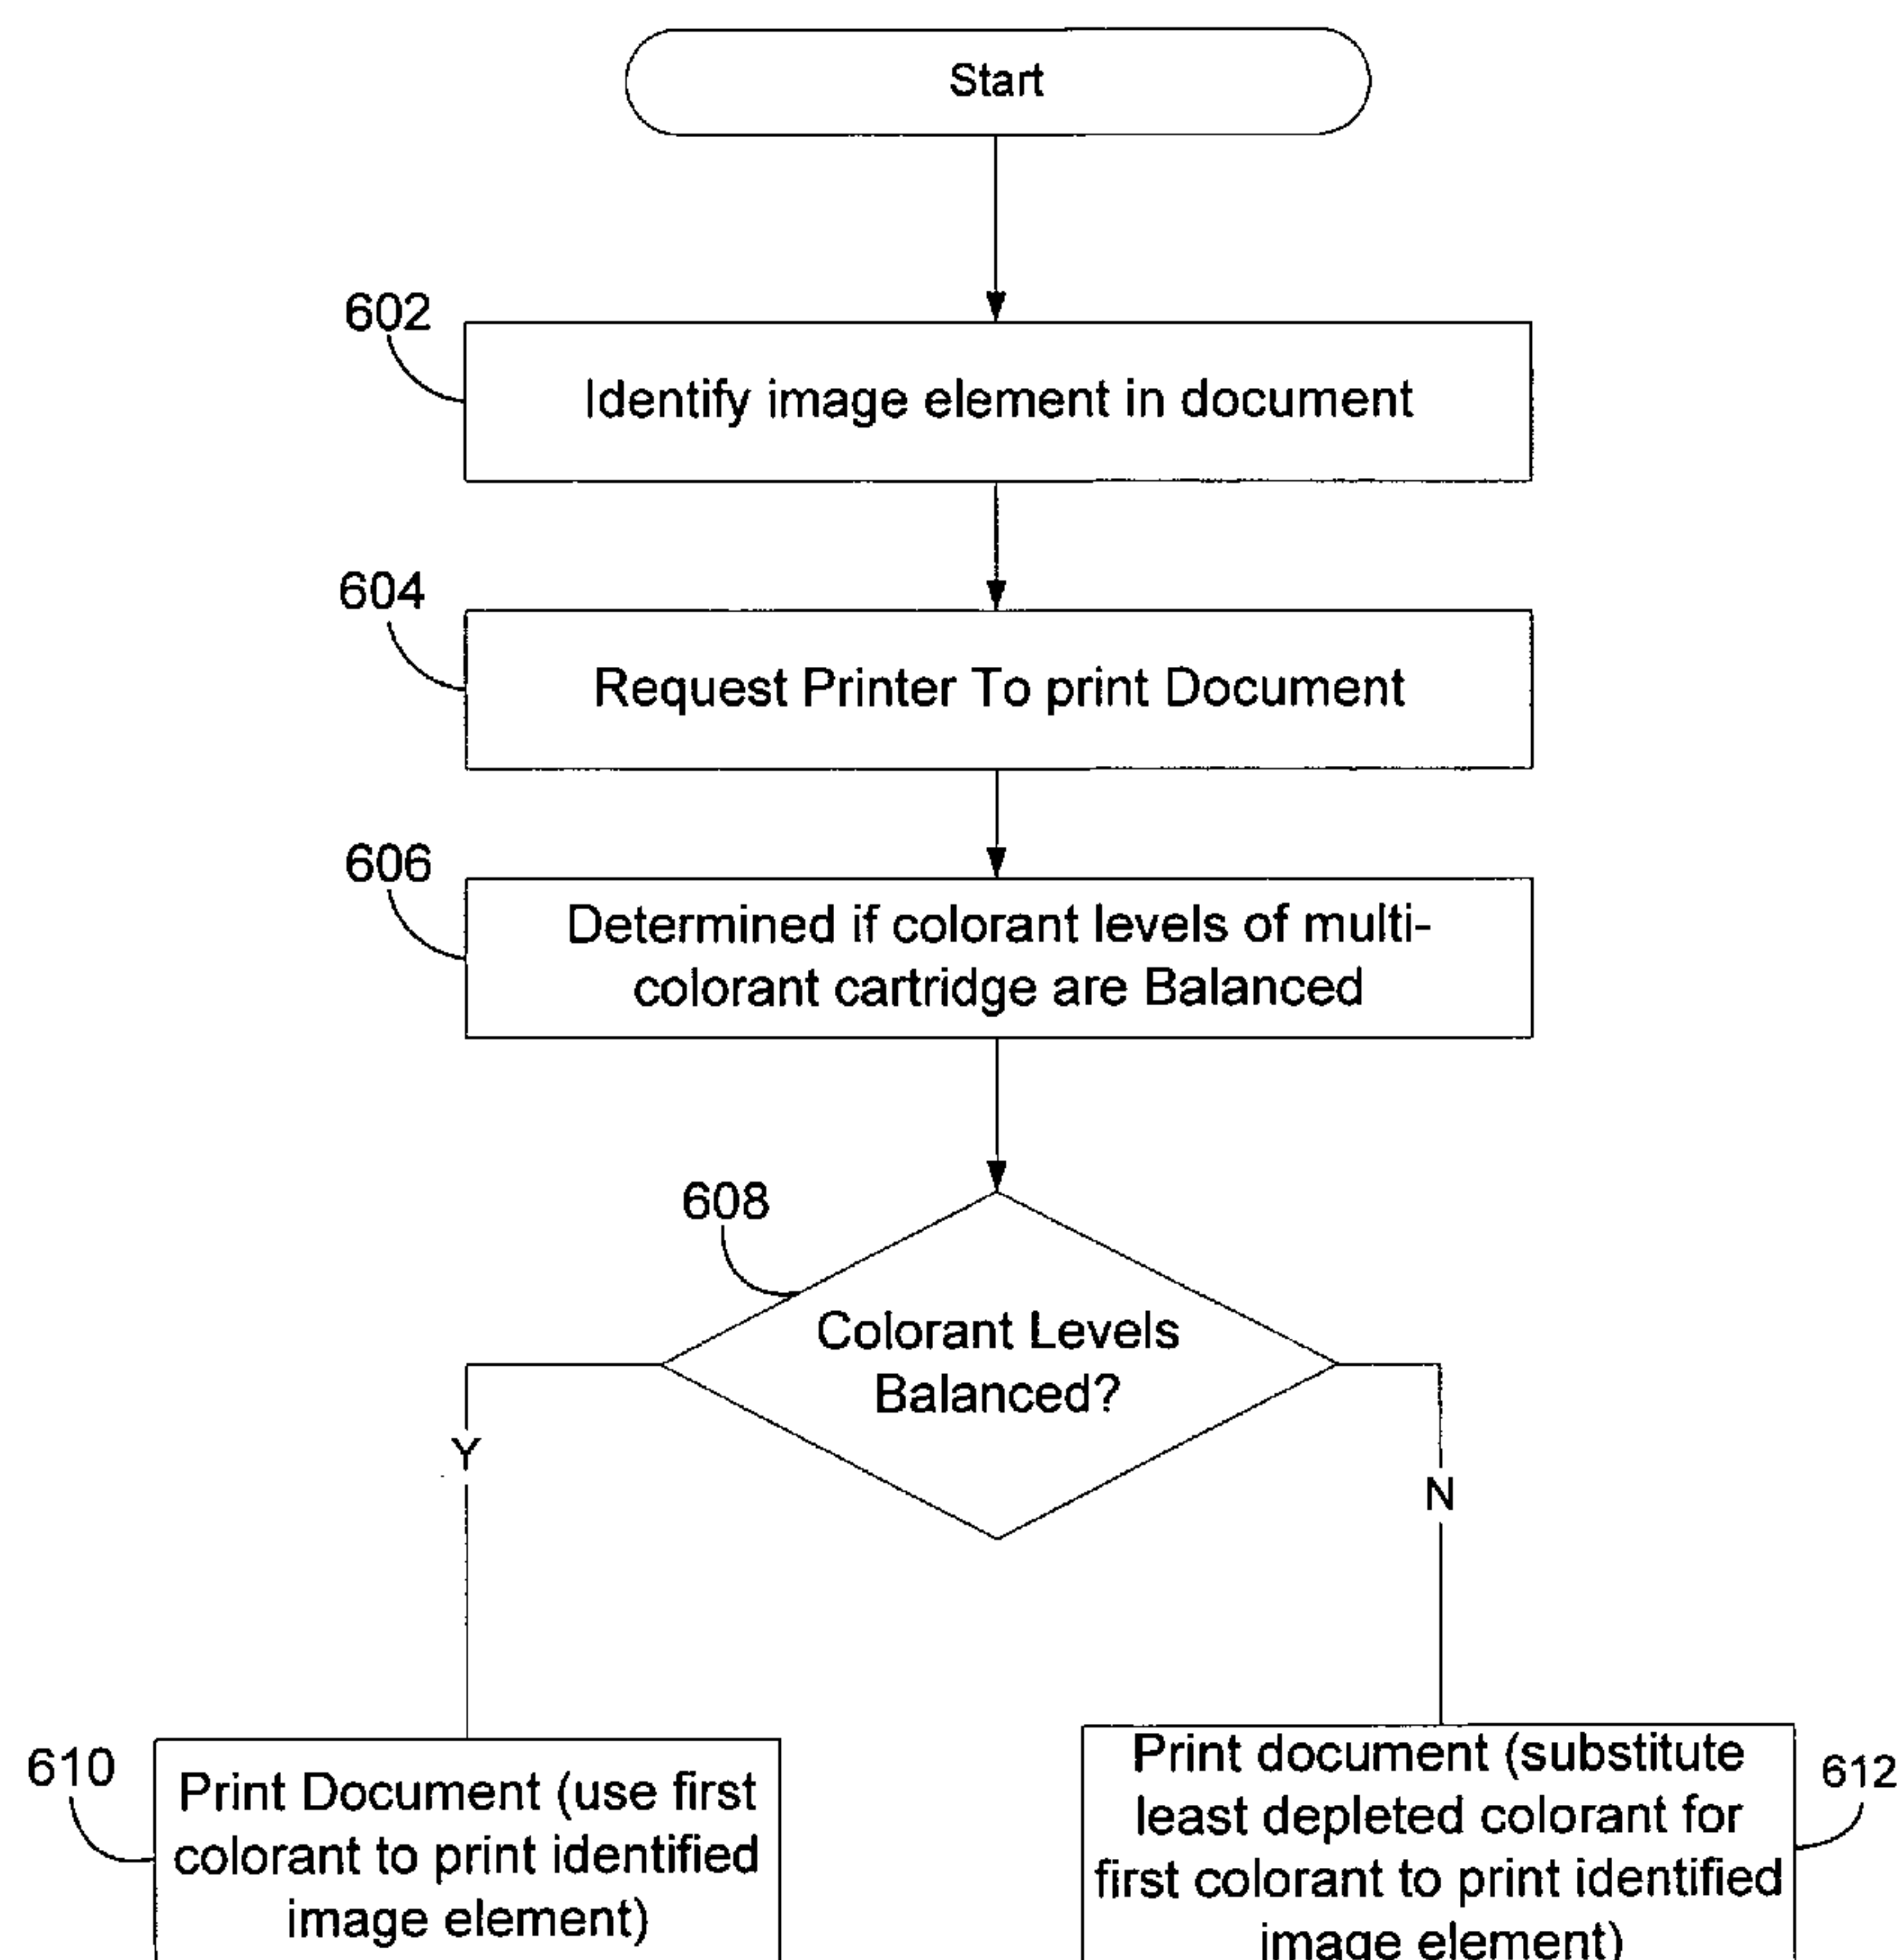 Start
602
Identify image element in document
604
Request Printer To print Document
606
Determined if colorant levels of multi-
colorant cartridge are Balanced
608
Colorant Levels
Balanced?
Y
N
610
Print Document (use first
colorant to print identified
image element)
Print document (substitute
least depleted colorant for
first colorant to print identified
image element)
612